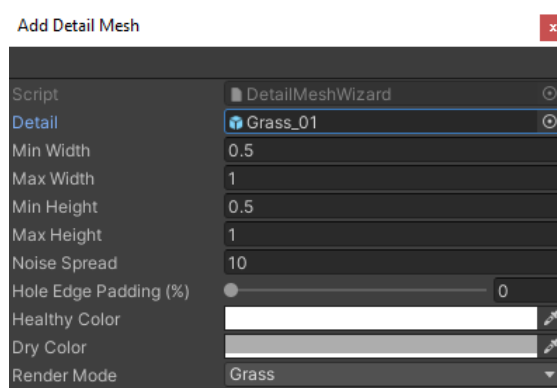 Add Detail Mesh
x
Script DetailMeshWizard
Detail Grass_01
Min Width 0.5
Max Width 1
Min Height 0.5
Max Height 1
Noise Spread 10
Hole Edge Padding (%) 0
Healthy Color
Dry Color
Render Mode Grass